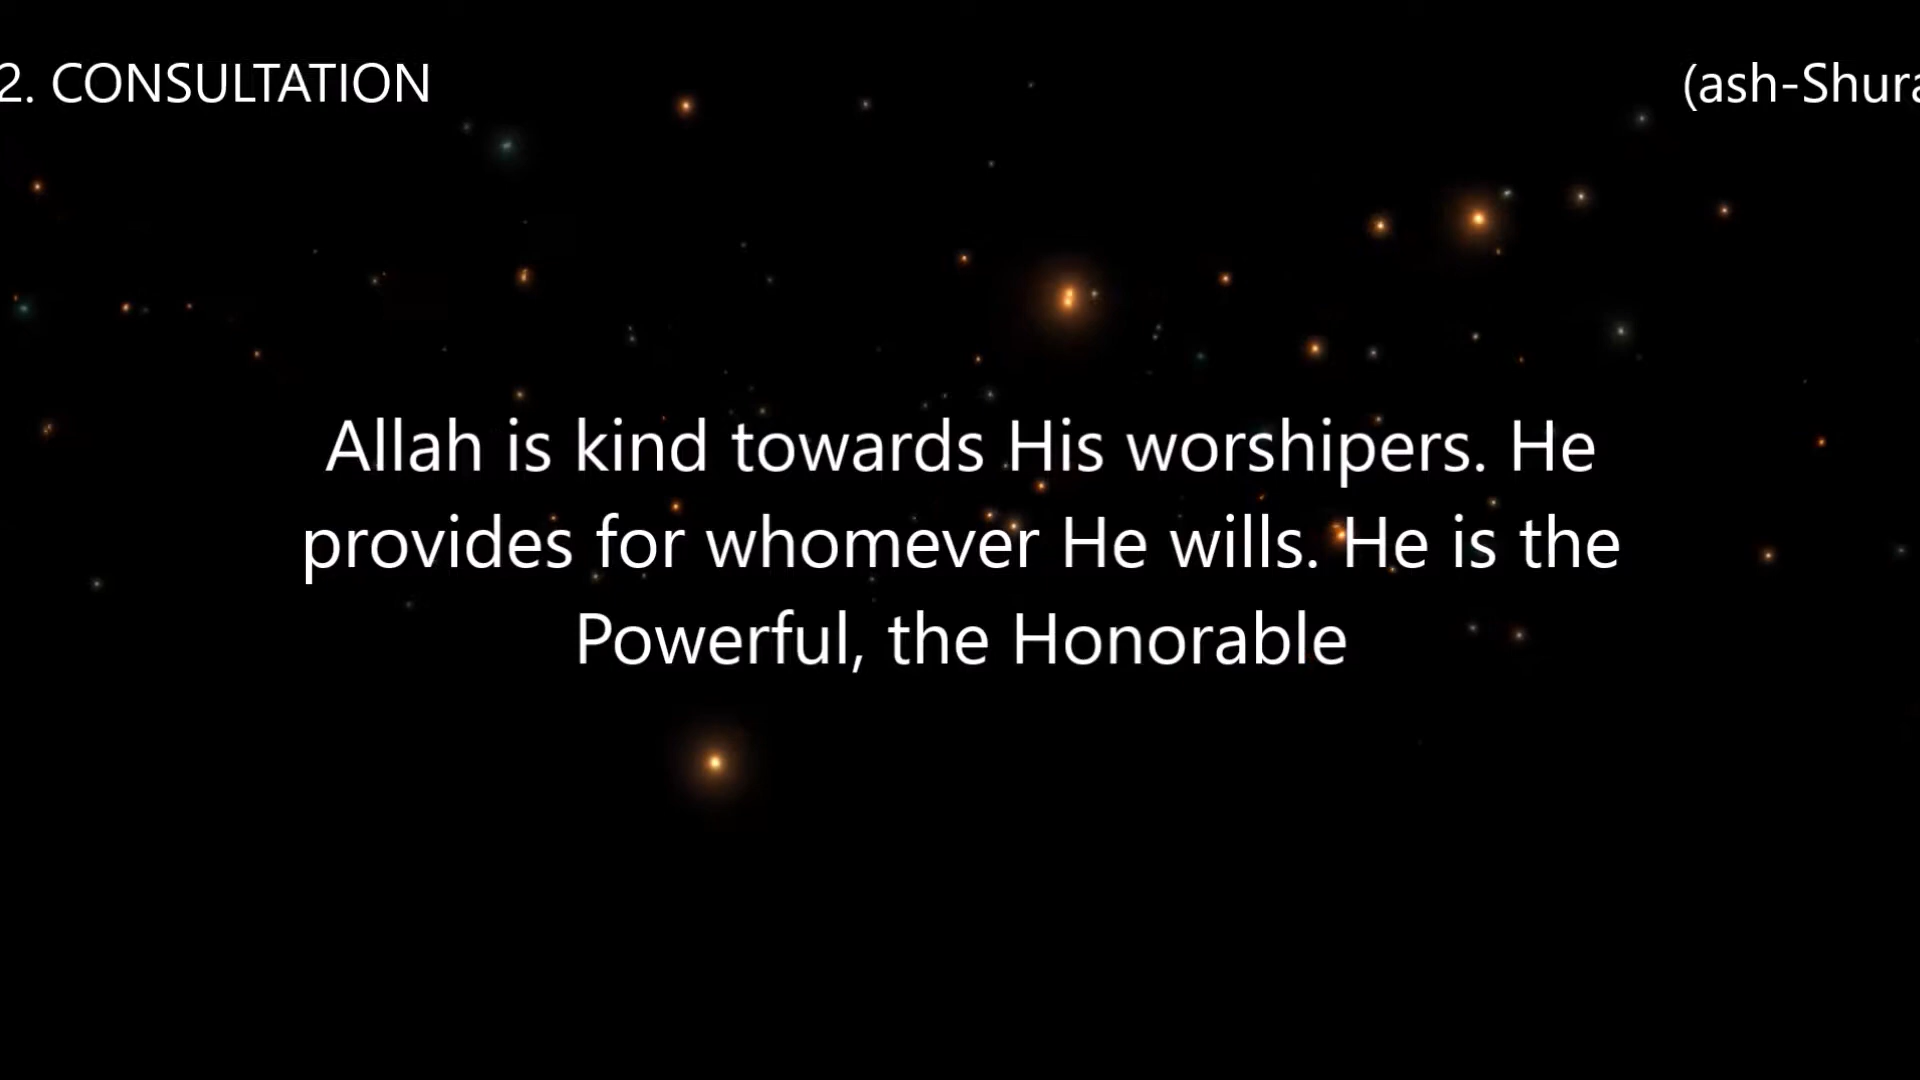 2. CONSULTATION
(ash-Shura
Allah is kind towards His worshipers. He
provides for whomever He wills. He is the
Powerful, the Honorable